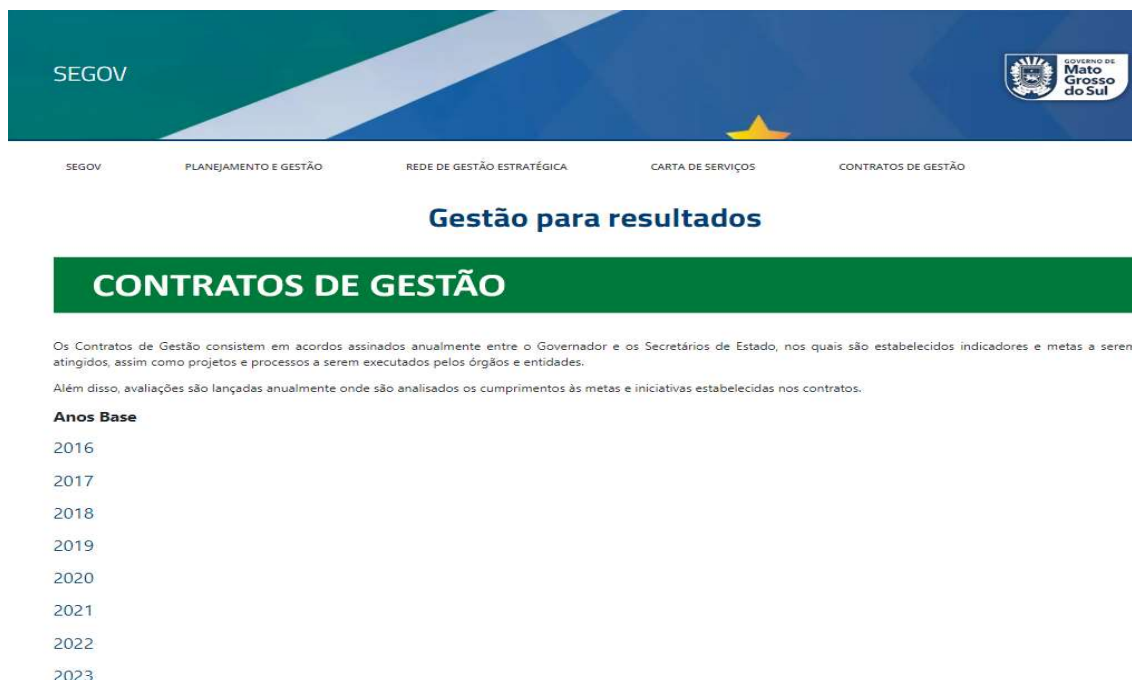 SEGOV
GOVERNO DE
Mato
Grosso
do Sul
SEGOV PLANEJAMENTO E GESTÃO REDE DE GESTÃO ESTRATÉGICA CARTA DE SERVIÇOS CONTRATOS DE GESTÃO
Gestão para resultados
CONTRATOS DE GESTÃO
Os Contratos de Gestão consistem em acordos assinados anualmente entre o Governador e os Secretários de Estado, nos quais são estabelecidos indicadores e metas a serem
atingidos, assim como projetos e processos a serem executados pelos órgãos e entidades.
Além disso, avaliações são lançadas anualmente onde são analisados os cumprimentos às metas e iniciativas estabelecidas nos contratos.
Anos Base
2016
2017
2018
2019
2020
2021
2022
2023